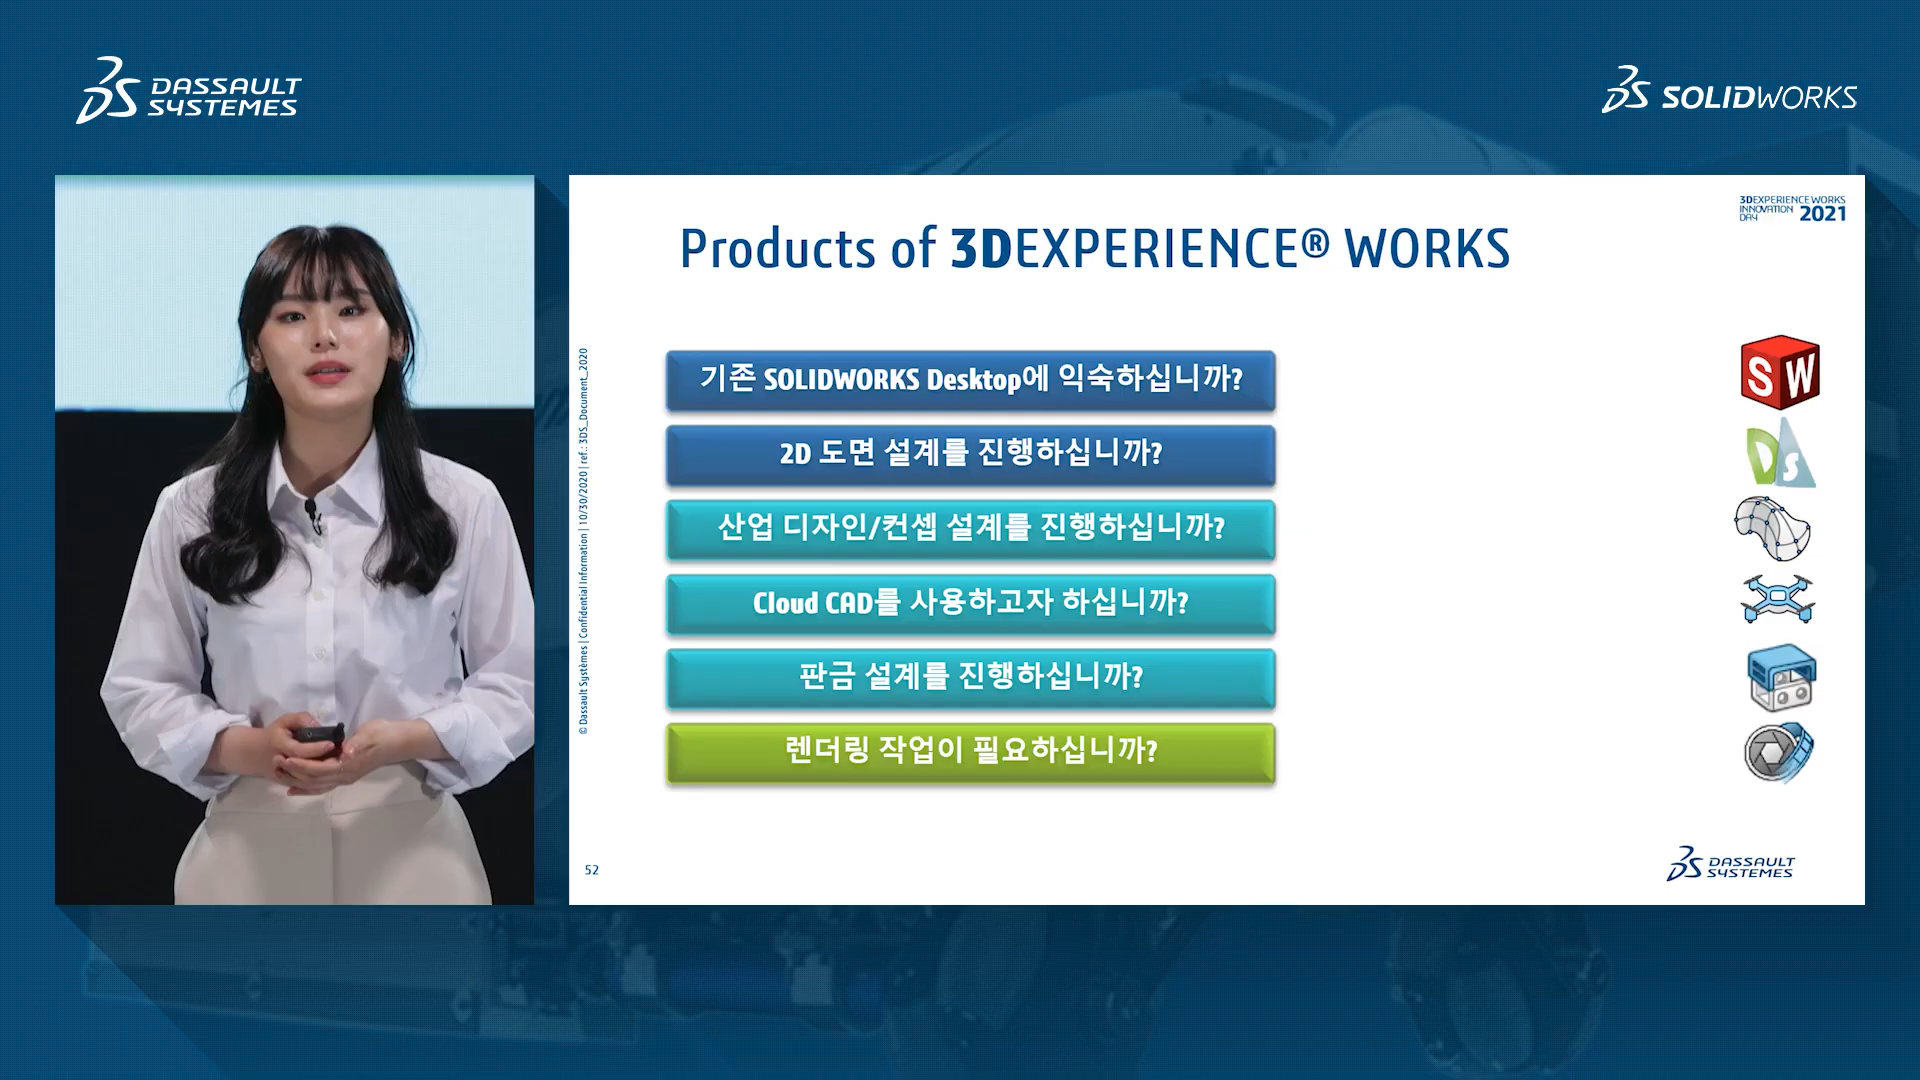 DASSAULT
SYSTEMES
SOLIDWORKS
3DEXPERIENCE WORKS
INNOVATION
DAY 2021
Products of 3DEXPERIENCE® WORKS
기존 SOLIDWORKS Desktop에 익숙하십니까?
2D 도면 설계를 진행하십니까?
산업 디자인/컨셉 설계를 진행하십니까?
Cloud CAD를 사용하고자 하십니까?
판금 설계를 진행하십니까?
렌더링 작업이 필요하십니까?
SW
DS
© Dassault Systèmes | Confidential Information | 10/30/2020 | ref.: 3DS_Document_2020
52
DASSAULT
SYSTEMES